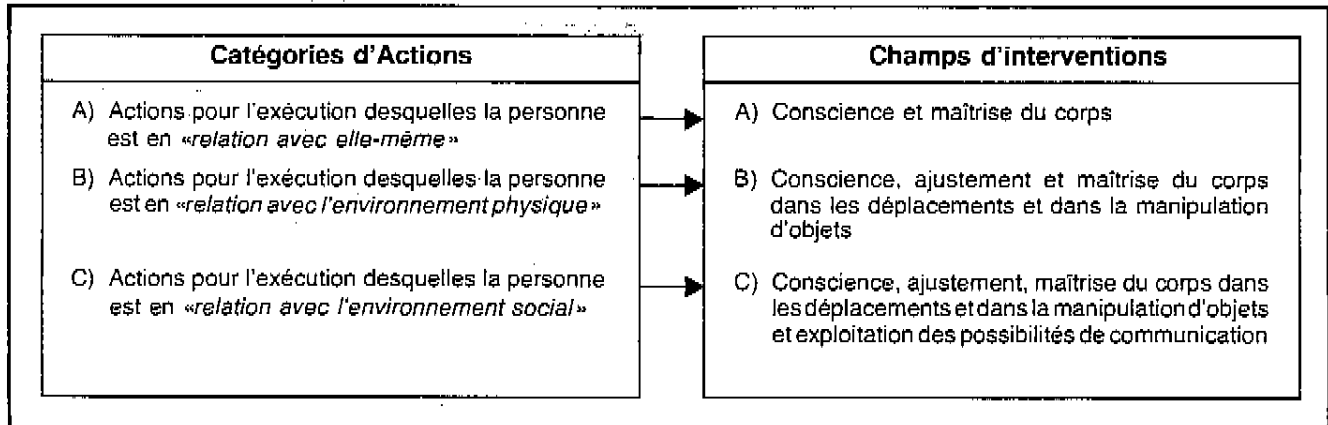 Catégories d'Actions
A) Actions pour l'exécution desquelles la personne
est en «relation avec elle-même»
B) Actions pour l'exécution desquelles la personne
est en «relation avec l'environnement physique»
C) Actions pour l'exécution desquelles la personne
est en «relation avec l'environnement social»
Champs d'interventions
A) Conscience et maîtrise du corps
B) Conscience, ajustement et maîtrise du corps
dans les déplacements et dans la manipulation
d'objets
C) Conscience, ajustement, maîtrise du corps dans
les déplacements et dans la manipulation d'objets
et exploitation des possibilités de communication